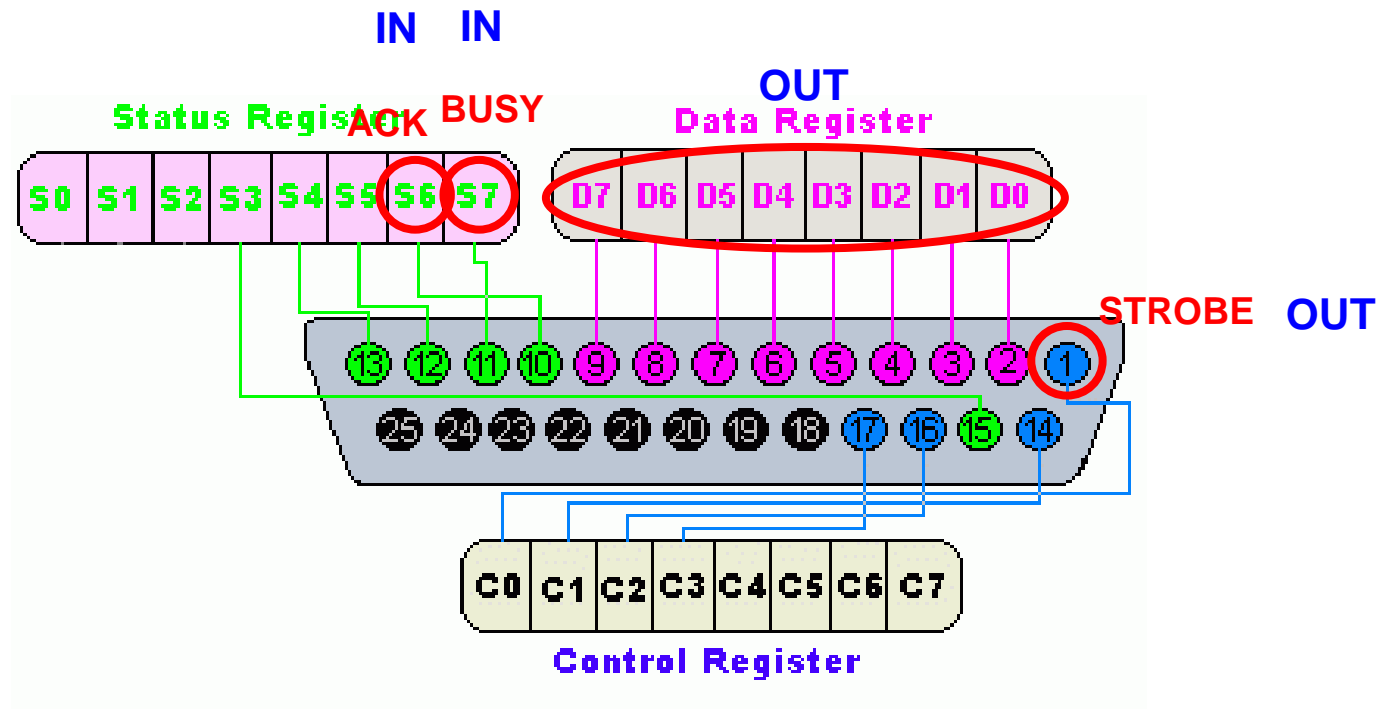 IN IN
OUT
Status Register ACK BUSY Data Register
S0 S1 S2 S3 S4 S5 S6 S7 D7 D6 D5 D4 D3 D2 D1 D0
STROBE OUT
13 12 11 10 9 8 7 6 5 4 3 2 1
25 24 23 22 21 20 19 18 17 16 15 14
C0 C1 C2 C3 C4 C5 C6 C7
Control Register